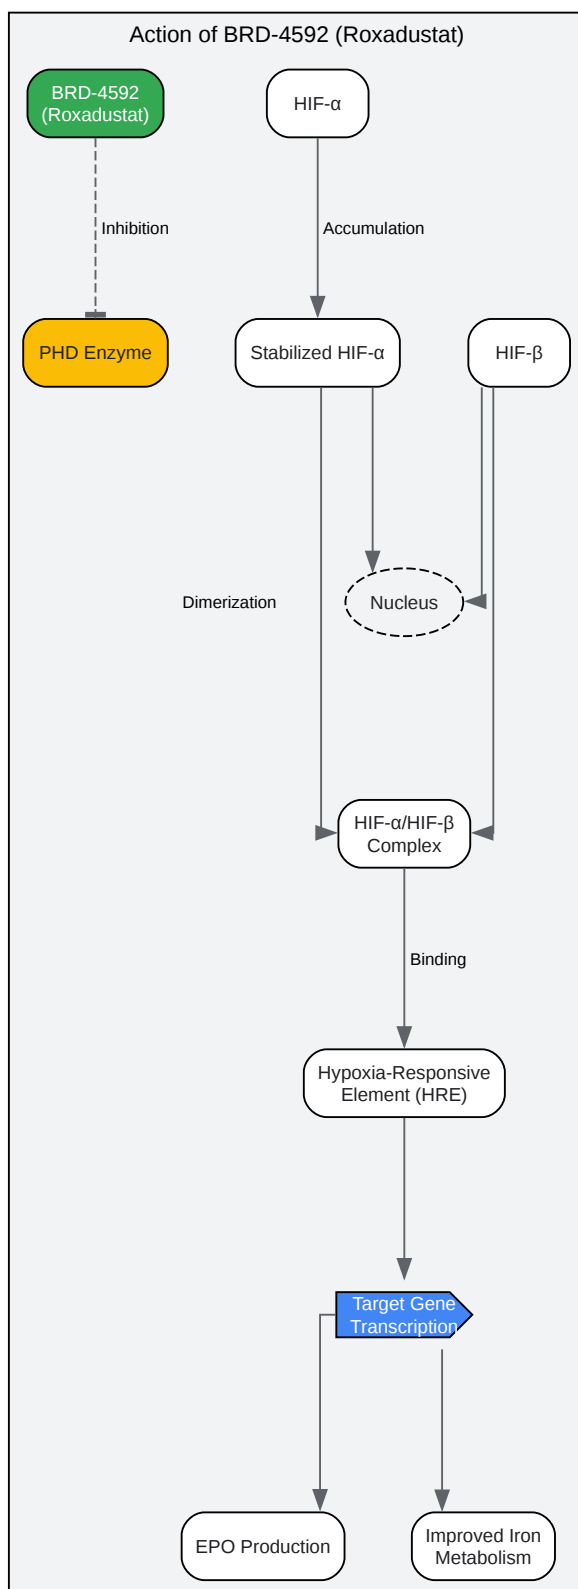 Action of BRD-4592 (Roxadustat)
BRD-4592
(Roxadustat)
HIF-α
Inhibition
Accumulation
PHD Enzyme
Stabilized HIF-α
HIF-β
Dimerization
Nucleus
HIF-α/HIF-β
Complex
Binding
Hypoxia-Responsive
Element (HRE)
Target Gene
Transcription
EPO Production
Improved Iron
Metabolism